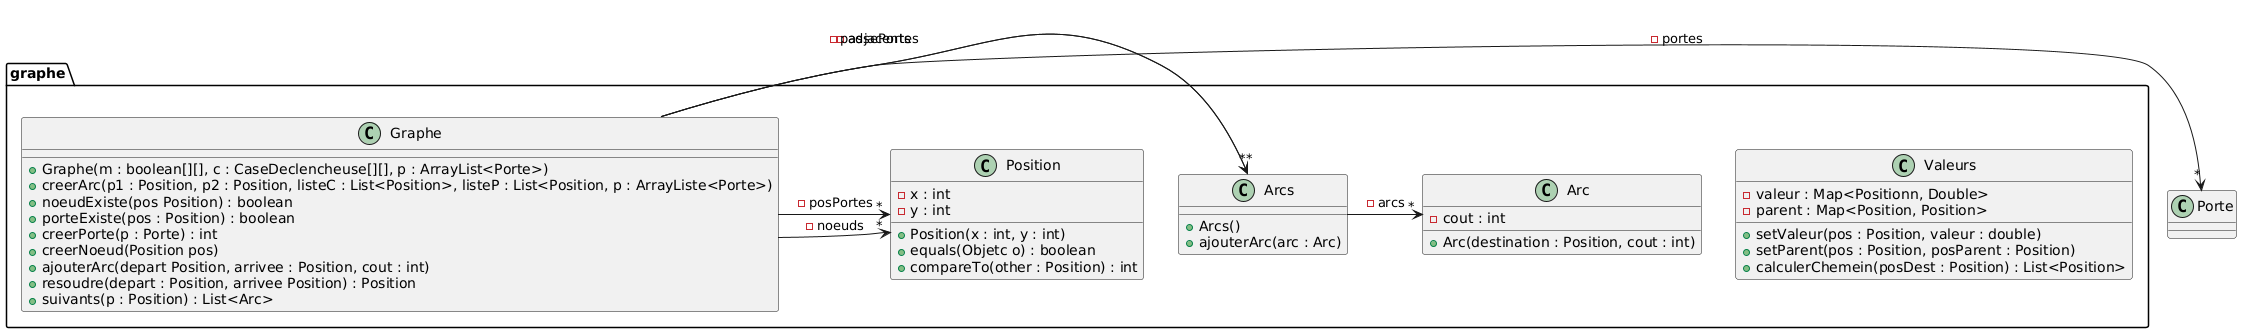 graphe
Graphe
Graphe(m : boolean[][], c : CaseDeclencheuse[][], p : ArrayList<Porte>)
creerArc(p1 : Position, p2 : Position, listeC : List<Position>, listeP : List<Position, p : ArrayListe<Porte>)
noeudExiste(pos Position) : boolean
porteExiste(pos : Position) : boolean
creerPorte(p : Porte) : int
creerNoeud(Position pos)
ajouterArc(depart Position, arrivee : Position, cout : int)
resoudre(depart : Position, arrivee Position) : Position
suivants(p : Position) : List<Arc>
posPortes
*
noeuds
*
Position
x : int
y : int
Position(x : int, y : int)
equals(Objetc o) : boolean
compareTo(other : Position) : int
**
Arcs
Arcs()
ajouterArc(arc : Arc)
arcs
*
Arc
cout : int
Arc(destination : Position, cout : int)
Valeurs
valeur : Map<Positionn, Double>
parent : Map<Position, Position>
setValeur(pos : Position, valeur : double)
setParent(pos : Position, posParent : Position)
calculerChemein(posDest : Position) : List<Position>
portes
*
Porte